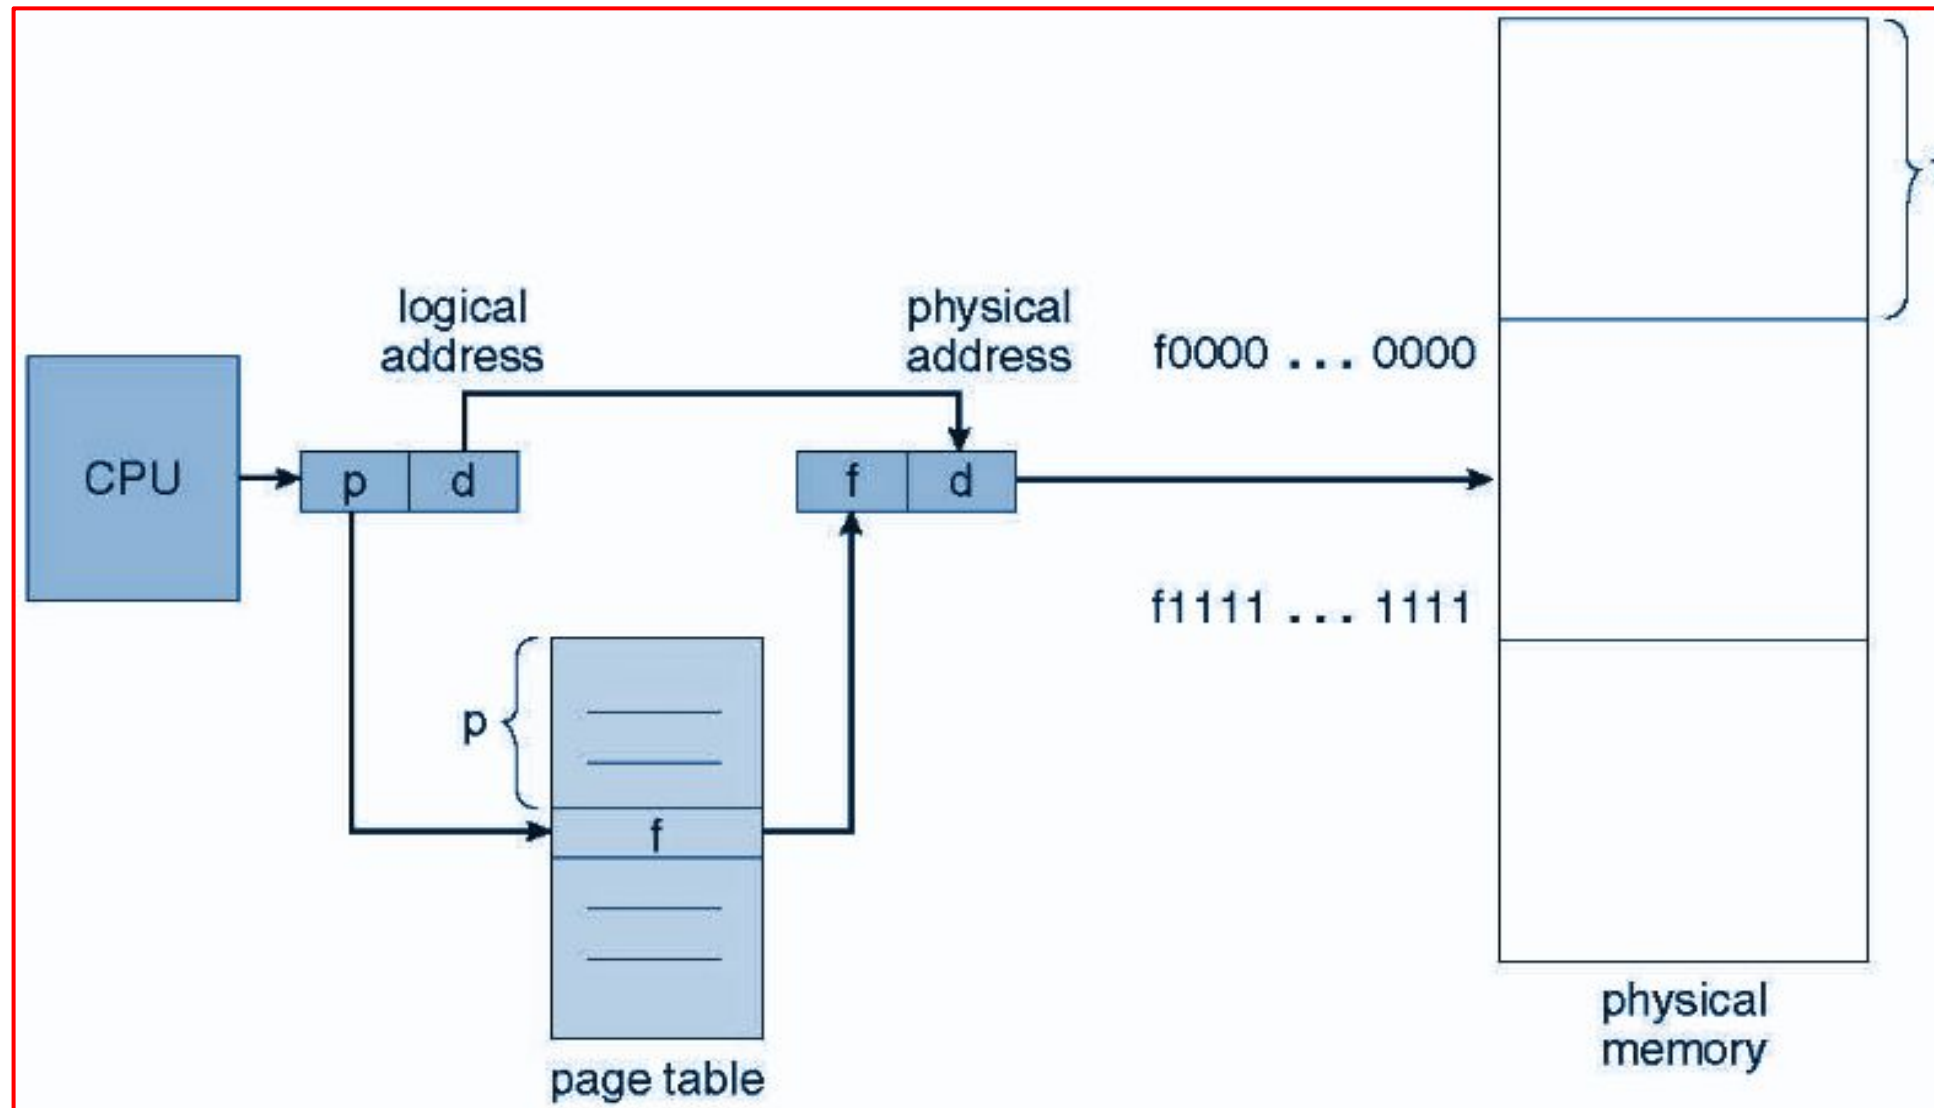 logical
address
physical
address
f0000 ... 0000
CPU
p
d
f
d
f1111 ... 1111
p
f
page table
physical
memory